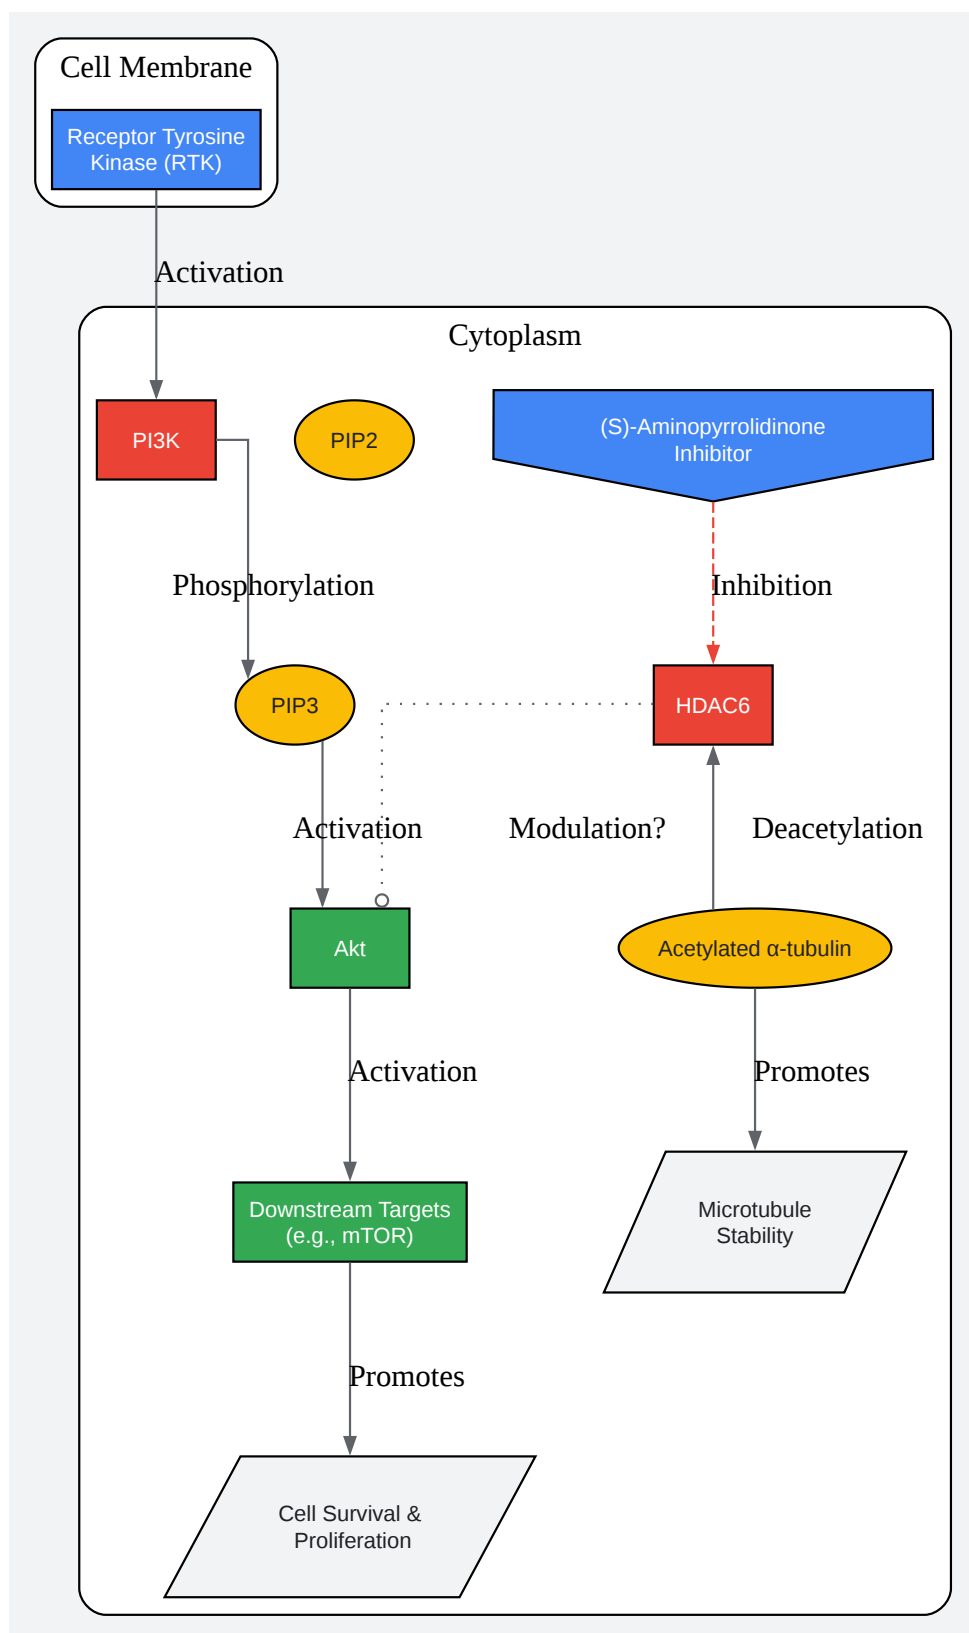 Cell Membrane
Receptor Tyrosine
Kinase (RTK)
Activation
Cytoplasm
PI3K
PIP2
(S)-Aminopyrrolidinone
Inhibitor
Phosphorylation
Inhibition
PIP3
HDAC6
Activation
Modulation?
Deacetylation
Akt
Acetylated α-tubulin
Activation
Promotes
Downstream Targets
(e.g., mTOR)
Microtubule
Stability
Promotes
Cell Survival &
Proliferation